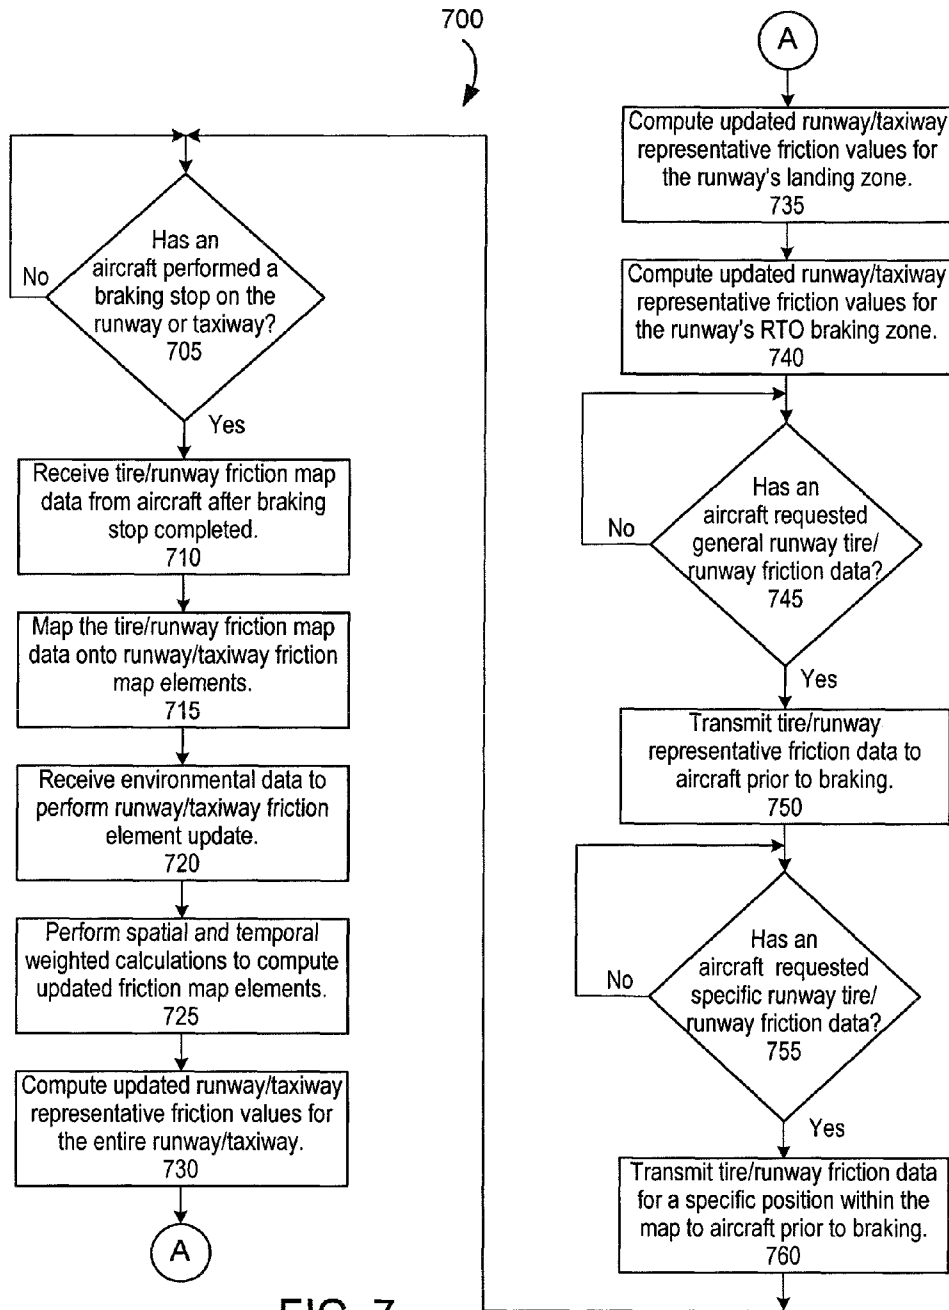 700
Has an
aircraft performed a
braking stop on the
runway or taxiway?
705
No
Yes
Receive tire/runway friction map
data from aircraft after braking
stop completed.
710
Map the tire/runway friction map
data onto runway/taxiway friction
map elements.
715
Receive environmental data to
perform runway/taxiway friction
element update.
720
Perform spatial and temporal
weighted calculations to compute
updated friction map elements.
725
Compute updated runway/taxiway
representative friction values for
the entire runway/taxiway.
730
A
A
Compute updated runway/taxiway
representative friction values for
the runway's landing zone.
735
Compute updated runway/taxiway
representative friction values for
the runway's RTO braking zone.
740
Has an
aircraft requested
general runway tire/
runway friction data?
745
No
Yes
Transmit tire/runway
representative friction data to
aircraft prior to braking.
750
Has an
aircraft requested
specific runway tire/
runway friction data?
755
No
Yes
Transmit tire/runway friction data
for a specific position within the
map to aircraft prior to braking.
760
FIG. 7